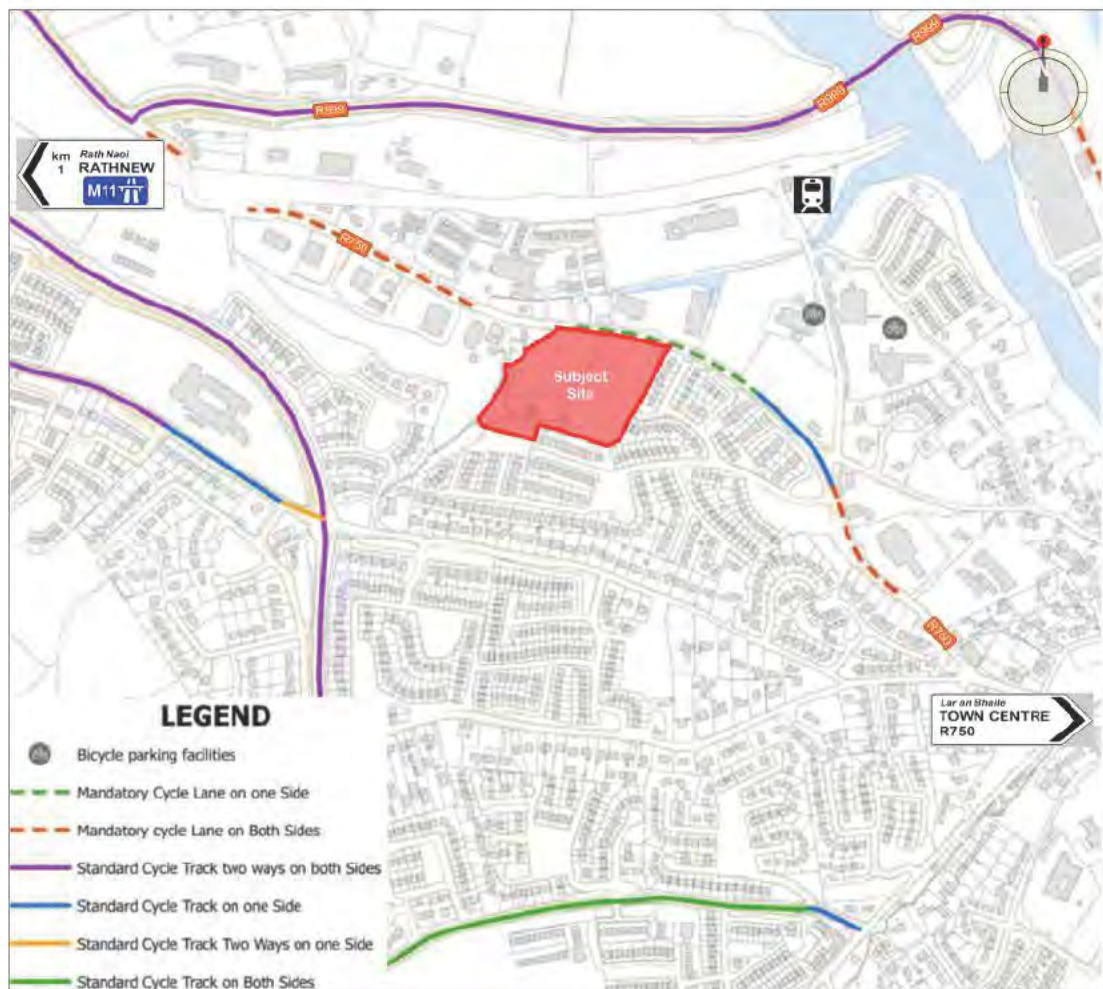 R999
R999
R999
km
1
Rath Naoi
RATHNEW
M11
R750
Subject
Site
R750
Lar an Bhaile
TOWN CENTRE
R750
LEGEND
Bicycle parking facilities
Mandatory Cycle Lane on one Side
Mandatory cycle Lane on Both Sides
Standard Cycle Track two ways on both Sides
Standard Cycle Track on one Side
Standard Cycle Track Two Ways on one Side
Standard Cycle Track on Both Sides